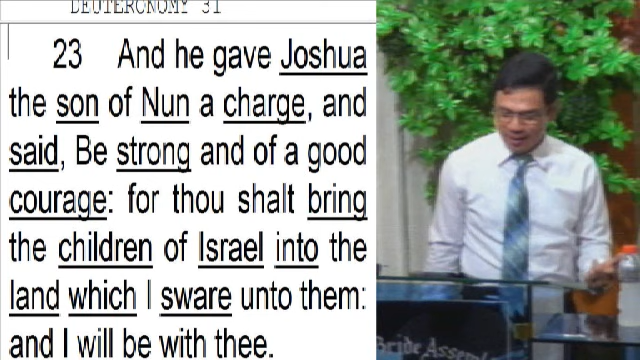 DEUTERONOMY 31
23 And he gave Joshua
the son of Nun a charge, and
said, Be strong and of a good
courage: for thou shalt bring
the children of Israel into the
land which I sware unto them:
and I will be with thee.
Bride Assem